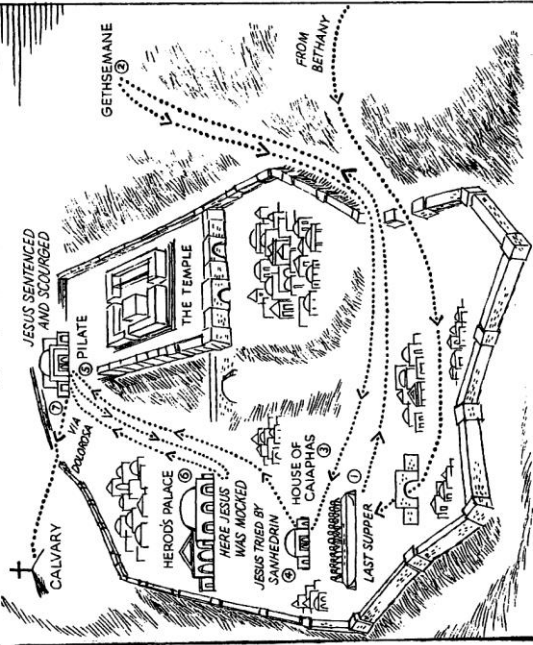 JESUS SENTENCED
AND SCOURGED
⑤ PILATE
⑦
VIA
DOLOROSA
CALVARY
THE TEMPLE
GETHSEMANE
②
FROM
BETHANY
HEROD'S PALACE ⑥
HERE JESUS
WAS MOCKED
JESUS TRIED BY
SANHEDRIN
④
HOUSE OF
CAIAPHAS ③
①
LAST SUPPER